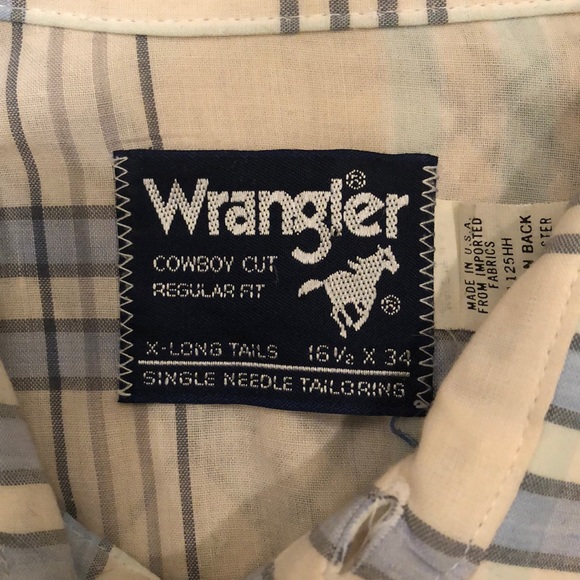 Wrangler®
COWBOY CUT
REGULAR FIT
®
X-LONG TAILS 16½ X 34
SINGLE NEEDLE TAILORING
MADE IN U.S.A.
FROM IMPORTED
FABRICS
125HH
BACK